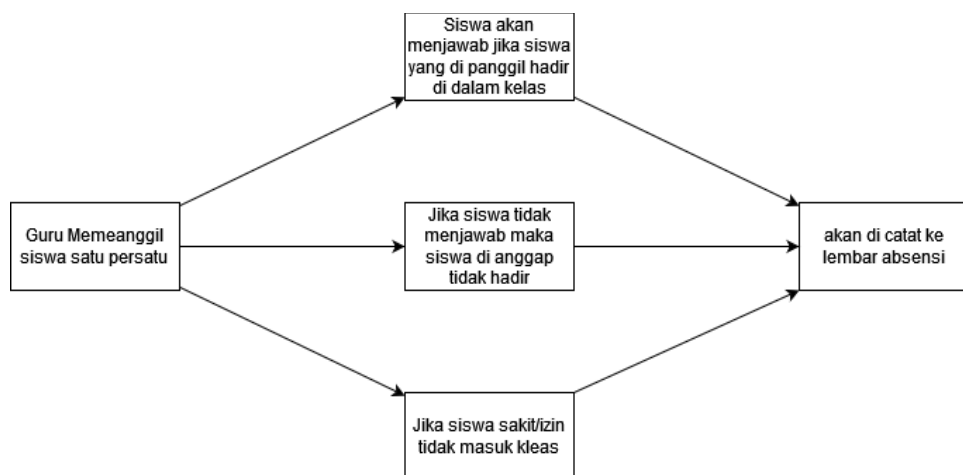 Siswa akan
menjawab jika siswa
yang di panggil hadir
di dalam kelas
Guru Memeanggil
siswa satu persatu
Jika siswa tidak
menjawab maka
siswa di anggap
tidak hadir
akan di catat ke
lembar absensi
Jika siswa sakit/izin
tidak masuk kleas